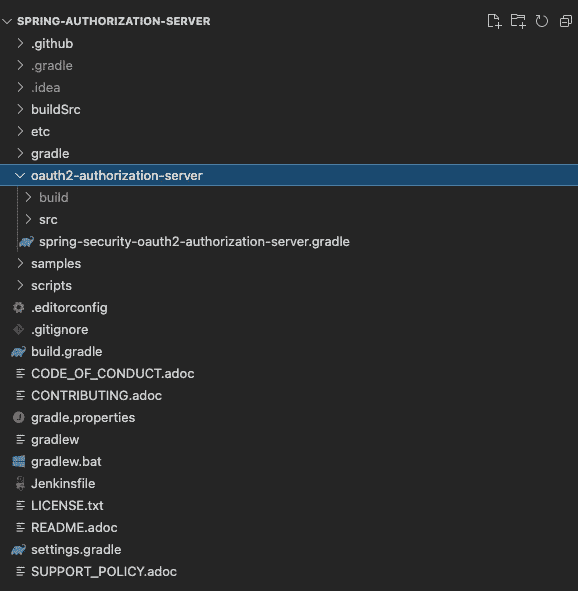 SPRING-AUTHORIZATION-SERVER
.github
.gradle
.idea
buildSrc
etc
gradle
oauth2-authorization-server
build
src
spring-security-oauth2-authorization-server.gradle
samples
scripts
.editorconfig
.gitignore
build.gradle
CODE_OF_CONDUCT.adoc
CONTRIBUTING.adoc
gradle.properties
gradlew
gradlew.bat
Jenkinsfile
LICENSE.txt
README.adoc
settings.gradle
SUPPORT_POLICY.adoc